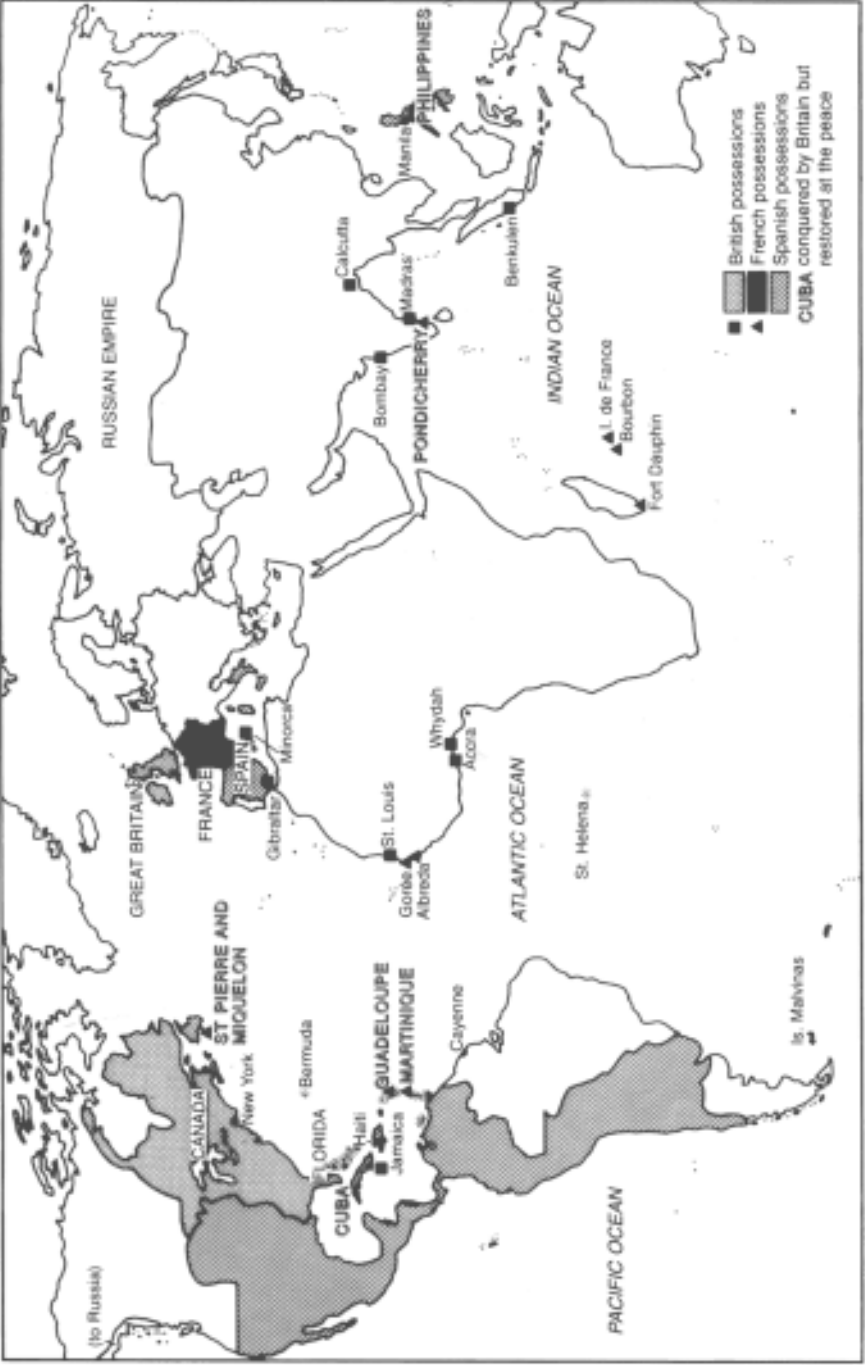 (to Russia)
CANADA
ST PIERRE AND
MIQUELON
New York
Bermuda
FLORIDA
CUBA
Haiti
Jamaica
GUADELOUPE
MARTINIQUE
Cayenne
PACIFIC OCEAN
Is. Malvinas
GREAT BRITAIN
FRANCE
SPAIN
Gibraltar
Minorca
St. Louis
Gorée
Albreda
Whydah
Acora
ATLANTIC OCEAN
St. Helena
RUSSIAN EMPIRE
Bombay
Calcutta
Madras
PONDICHERRY
Manila
PHILIPPINES
Benkulen
INDIAN OCEAN
I. de France
Bourbon
Fort Dauphin
British possessions
French possessions
Spanish possessions
CUBA conquered by Britain but
restored at the peace